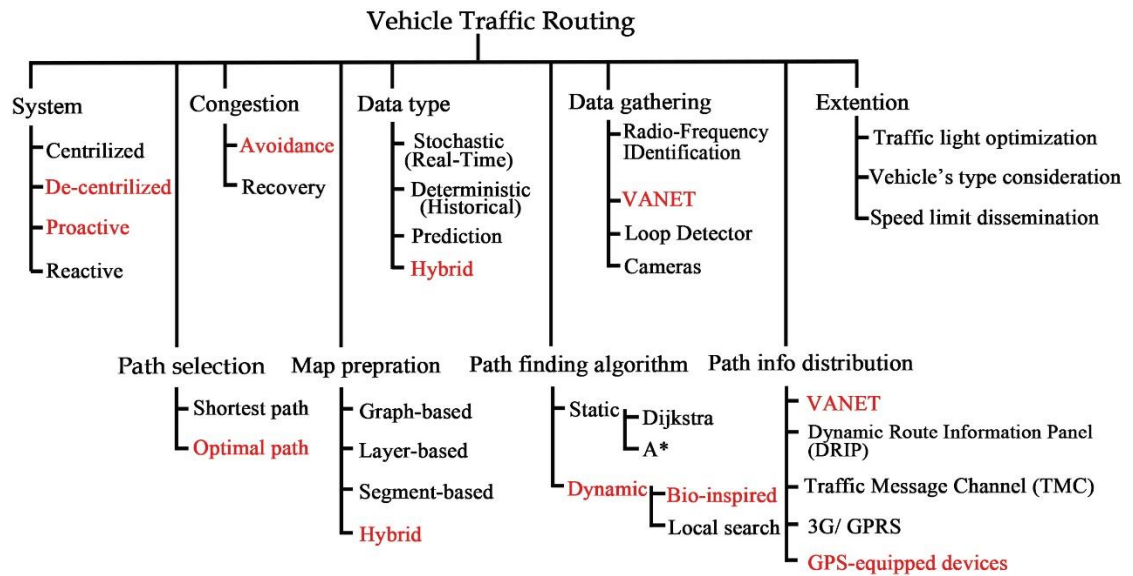 Vehicle Traffic Routing
System
Centrilized
De-centrilized
Proactive
Reactive
Congestion
Avoidance
Recovery
Data type
Stochastic
(Real-Time)
Deterministic
(Historical)
Prediction
Hybrid
Data gathering
Radio-Frequency
IDentification
VANET
Loop Detector
Cameras
Extention
Traffic light optimization
Vehicle's type consideration
Speed limit dissemination
Path selection
Shortest path
Optimal path
Map prepration
Graph-based
Layer-based
Segment-based
Hybrid
Path finding algorithm
Static
Dijkstra
A*
Dynamic
Bio-inspired
Local search
Path info distribution
VANET
Dynamic Route Information Panel
(DRIP)
Traffic Message Channel (TMC)
3G/ GPRS
GPS-equipped devices